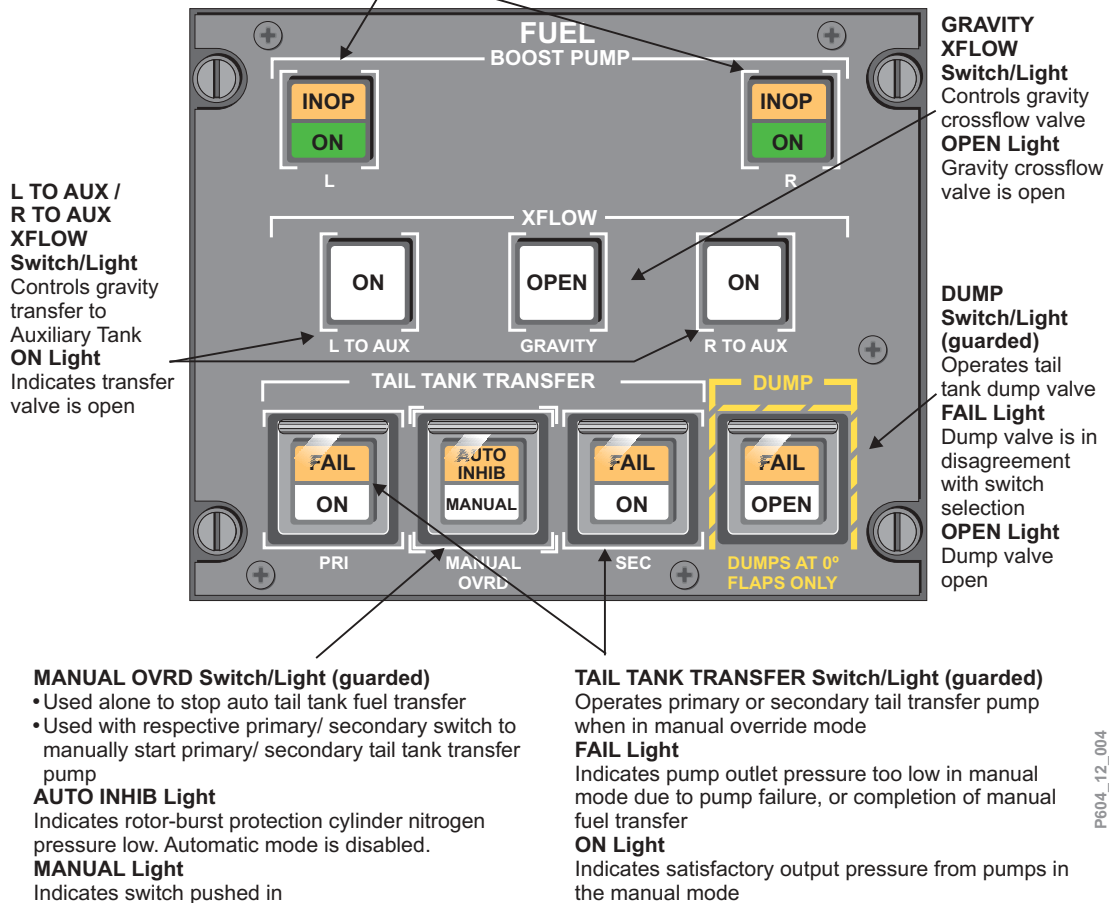 FUEL
BOOST PUMP
INOP
ON
L
INOP
ON
R
XFLOW
ON
L TO AUX
OPEN
GRAVITY
ON
R TO AUX
TAIL TANK TRANSFER
FAIL
ON
PRI
AUTO
INHIB
MANUAL
MANUAL
OVRD
FAIL
ON
SEC
DUMP
FAIL
OPEN
DUMPS AT 0º
FLAPS ONLY
L TO AUX /
R TO AUX
XFLOW
Switch/Light
Controls gravity
transfer to
Auxiliary Tank
ON Light
Indicates transfer
valve is open
GRAVITY
XFLOW
Switch/Light
Controls gravity
crossflow valve
OPEN Light
Gravity crossflow
valve is open
DUMP
Switch/Light
(guarded)
Operates tail
tank dump valve
FAIL Light
Dump valve is in
disagreement
with switch
selection
OPEN Light
Dump valve
open
MANUAL OVRD Switch/Light (guarded)
• Used alone to stop auto tail tank fuel transfer
• Used with respective primary/ secondary switch to
manually start primary/ secondary tail tank transfer
pump
AUTO INHIB Light
Indicates rotor-burst protection cylinder nitrogen
pressure low. Automatic mode is disabled.
MANUAL Light
Indicates switch pushed in
TAIL TANK TRANSFER Switch/Light (guarded)
Operates primary or secondary tail transfer pump
when in manual override mode
FAIL Light
Indicates pump outlet pressure too low in manual
mode due to pump failure, or completion of manual
fuel transfer
ON Light
Indicates satisfactory output pressure from pumps in
the manual mode
P604_12_004